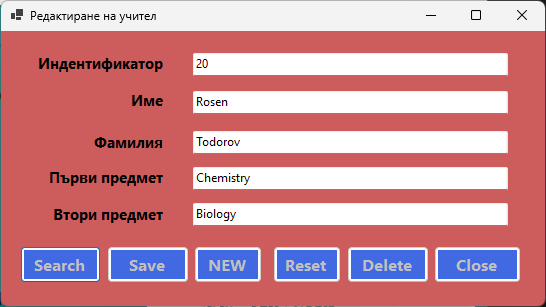 Редактиране на учител
Индентификатор 20
Име Rosen
Фамилия Todorov
Първи предмет Chemistry
Втори предмет Biology
Search Save NEW Reset Delete Close